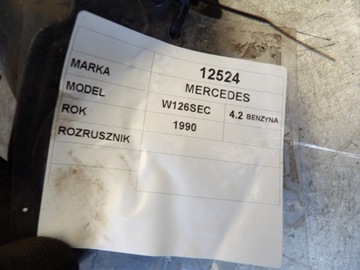 12524
MARKA MERCEDES
MODEL W126SEC 4.2 BENZYNA
ROK 1990
ROZRUSZNIK